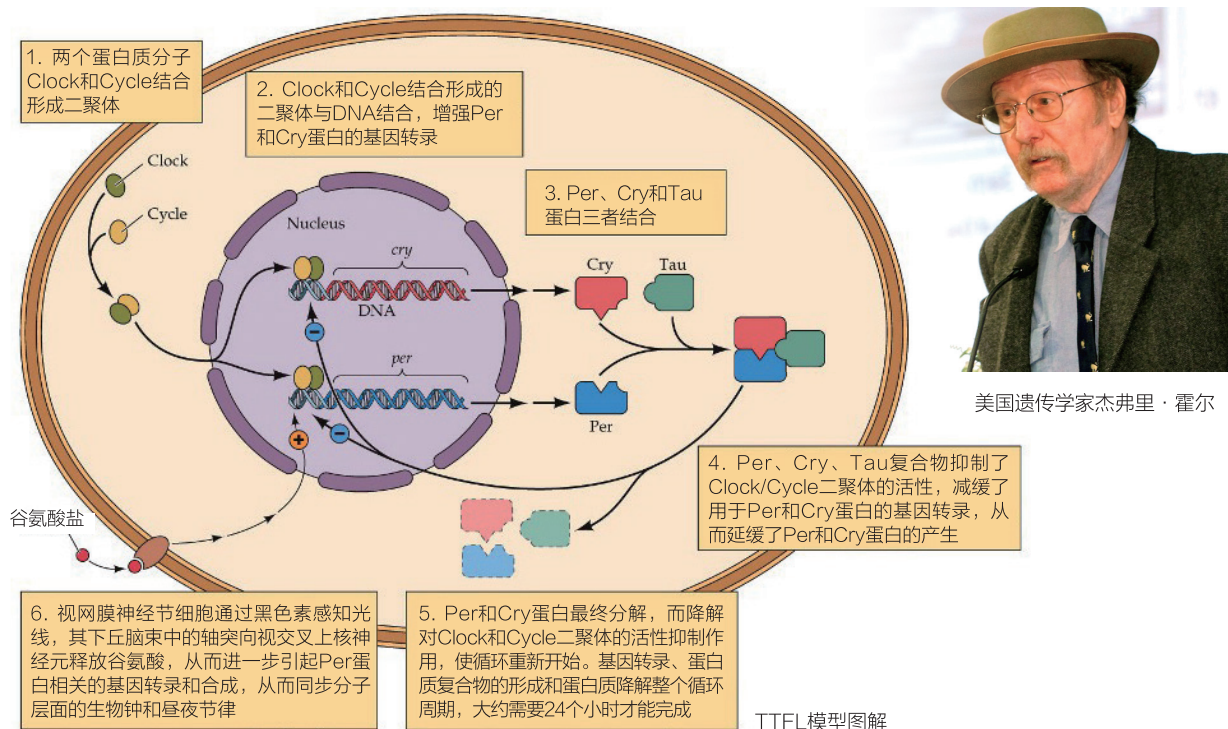 1. 两个蛋白质分子
Clock和Cycle结合
形成二聚体
2. Clock和Cycle结合形成的
二聚体与DNA结合，增强Per
和Cry蛋白的基因转录
Clock
Cycle
3. Per、Cry和Tau
蛋白三者结合
Nucleus
cry
DNA
Cry
Tau
per
Per
美国遗传学家杰弗里·霍尔
4. Per、Cry、Tau复合物抑制了
Clock/Cycle二聚体的活性，减缓了
用于Per和Cry蛋白的基因转录，从
而延缓了Per和Cry蛋白的产生
谷氨酸盐
6. 视网膜神经节细胞通过黑色素感知光
线，其下丘脑束中的轴突向视交叉上核神
经元释放谷氨酸，从而进一步引起Per蛋
白相关的基因转录和合成，从而同步分子
层面的生物钟和昼夜节律
5. Per和Cry蛋白最终分解，而降解
对Clock和Cycle二聚体的活性抑制作
用，使循环重新开始。基因转录、蛋白
质复合物的形成和蛋白质降解整个循环
周期，大约需要24个小时才能完成
TTFL模型图解